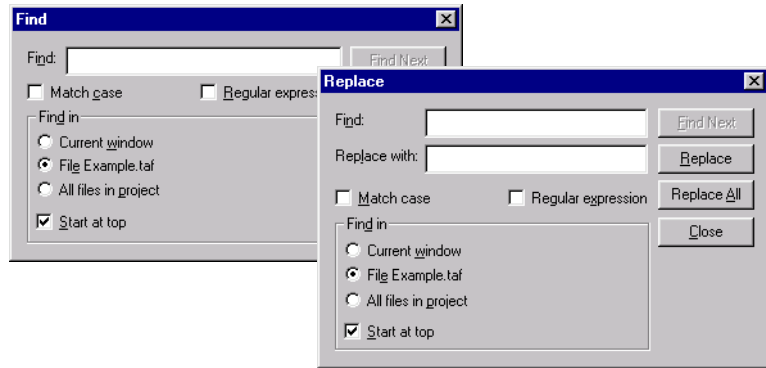 Find
Find:
Find Next
Match case
Regular express
Find in
Current window
File Example.taf
All files in project
Start at top
Replace
Find:
Find Next
Replace with:
Replace
Match case
Regular expression
Replace All
Find in
Close
Current window
File Example.taf
All files in project
Start at top